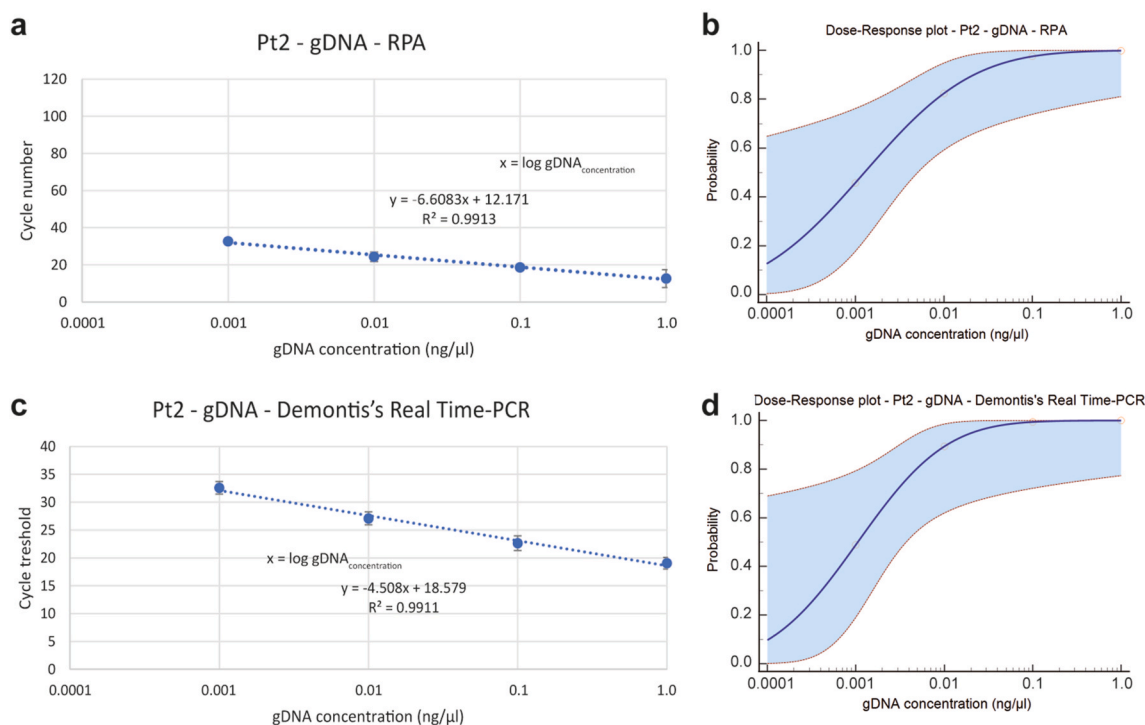 a
Pt2 - gDNA - RPA
120
100
80
60
40
20
0
Cycle number
x = log gDNA concentration
y = -6.6083x + 12.171
R² = 0.9913
0.0001 0.001 0.01 0.1 1.0
gDNA concentration (ng/µl)
b
Dose-Response plot - Pt2 - gDNA - RPA
1.0
0.8
0.6
0.4
0.2
0.0
Probability
0.0001 0.001 0.01 0.1 1.0
gDNA concentration (ng/µl)
c
Pt2 - gDNA - Demontis's Real Time-PCR
40
35
30
25
20
15
10
5
0
Cycle treshold
x = log gDNA concentration
y = -4.508x + 18.579
R² = 0.9911
0.0001 0.001 0.01 0.1 1.0
gDNA concentration (ng/µl)
d
Dose-Response plot - Pt2 - gDNA - Demontis's Real Time-PCR
1.0
0.8
0.6
0.4
0.2
0.0
Probability
0.0001 0.001 0.01 0.1 1.0
gDNA concentration (ng/µl)